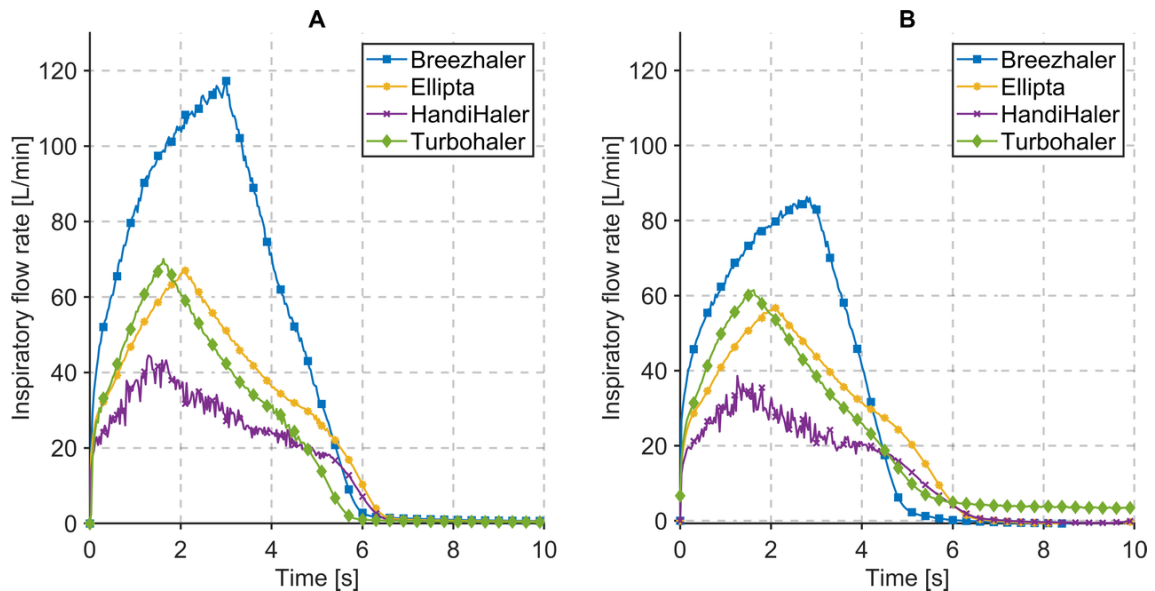 A
Inspiratory flow rate [L/min]
120
100
80
60
40
20
0
Breezhaler
Ellipta
HandiHaler
Turbohaler
0 2 4 6 8 10
Time [s]
B
Inspiratory flow rate [L/min]
120
100
80
60
40
20
0
Breezhaler
Ellipta
HandiHaler
Turbohaler
0 2 4 6 8 10
Time [s]